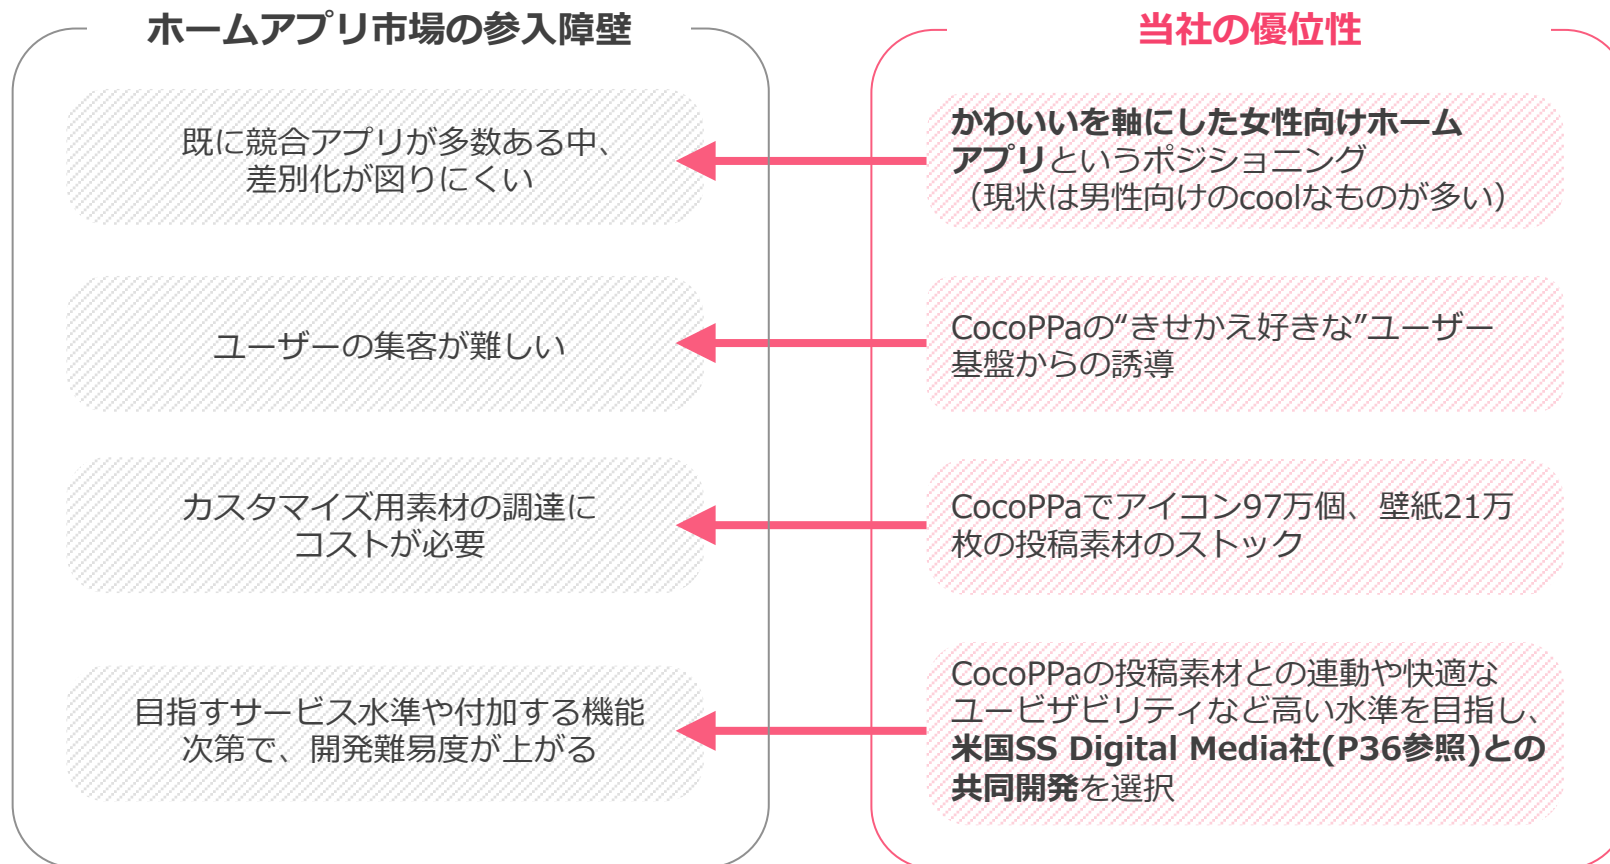 ホームアプリ市場の参入障壁
既に競合アプリが多数ある中、
差別化が図りにくい
ユーザーの集客が難しい
カスタマイズ用素材の調達に
コストが必要
目指すサービス水準や付加する機能
次第で、開発難易度が上がる
当社の優位性
かわいいを軸にした女性向けホーム
アプリというポジショニング
（現状は男性向けのcoolなものが多い）
CocoPPaの“きせかえ好きな”ユーザー
基盤からの誘導
CocoPPaでアイコン97万個、壁紙21万
枚の投稿素材のストック
CocoPPaの投稿素材との連動や快適な
ユービザビリティなど高い水準を目指し、
米国SS Digital Media社(P36参照)との
共同開発を選択